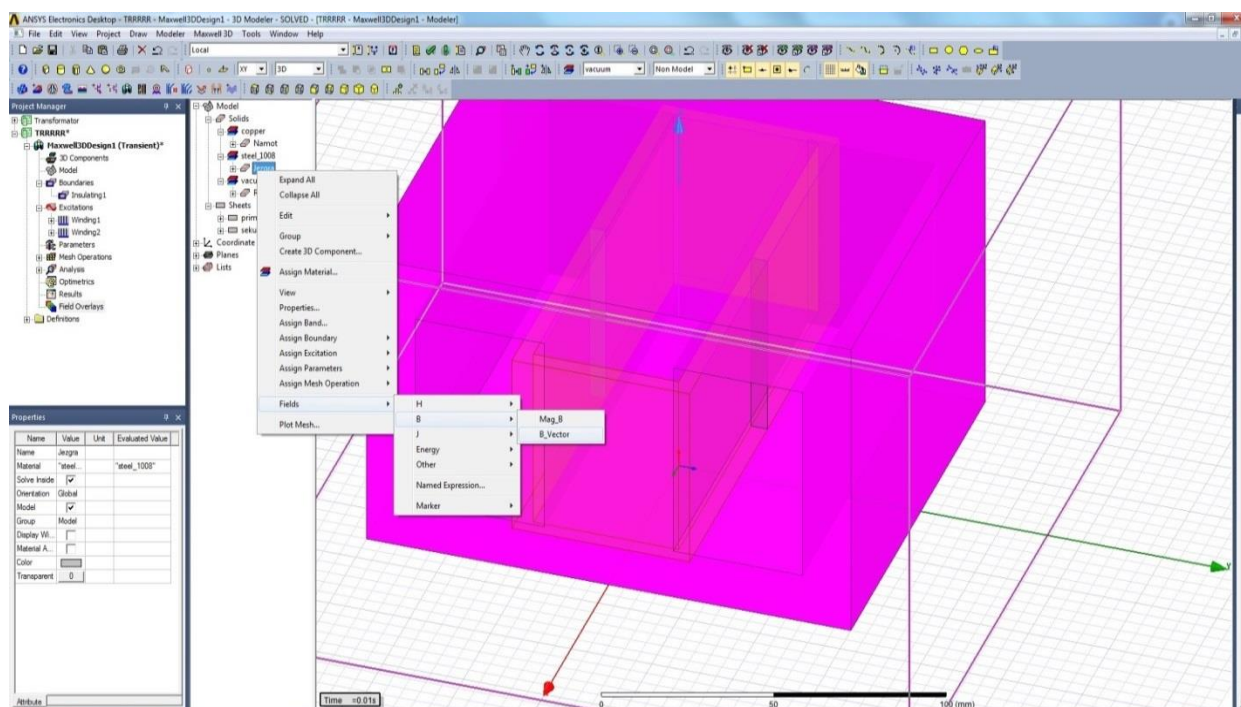 ANSYS Electronics Desktop - TRRRRR - Maxwell3DDesign1 - 3D Modeler - SOLVED - [TRRRRR - Maxwell3DDesign1 - Modeler]
File Edit View Project Draw Modeler Maxwell 3D Tools Window Help
Local
XY 3D vacuum Non Model
Project Manager
Transformator
TRRRRR*
Maxwell3DDesign1 (Transient)*
3D Components
Model
Boundaries
Insulating1
Excitations
Winding1
Winding2
Parameters
Mesh Operations
Analysis
Optimetrics
Results
Field Overlays
Definitions
Model
Solids
copper
Namot
steel_1008
Jezgra
vacu
Sheets
prim
seku
Coordinate
Planes
Lists
Expand All
Collapse All
Edit
Group
Create 3D Component...
Assign Material...
View
Properties...
Assign Band...
Assign Boundary
Assign Excitation
Assign Parameters
Assign Mesh Operation
Fields
Plot Mesh...
H
B
J
Energy
Other
Named Expression...
Marker
Mag_B
B_Vector
Properties
Name Value Unit Evaluated Value
Name Jezgra
Material "steel... "steel_1008"
Solve Inside
Orientation Global
Model
Group Model
Display Wi...
Material A...
Color
Transparent 0
Attribute
Time =0.01s
0 50 100 (mm)
y